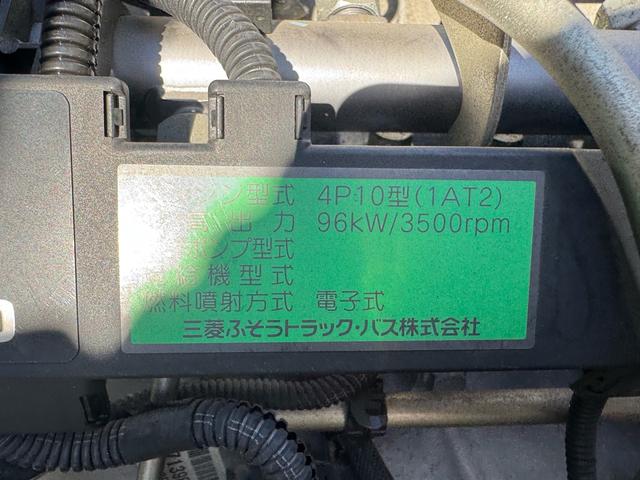 ン型式 4P10型(1AT2)
高出力 96kW/3500rpm
ンプ型式
給機型式
燃料噴射方式 電子式
三菱ふそうトラック・バス株式会社